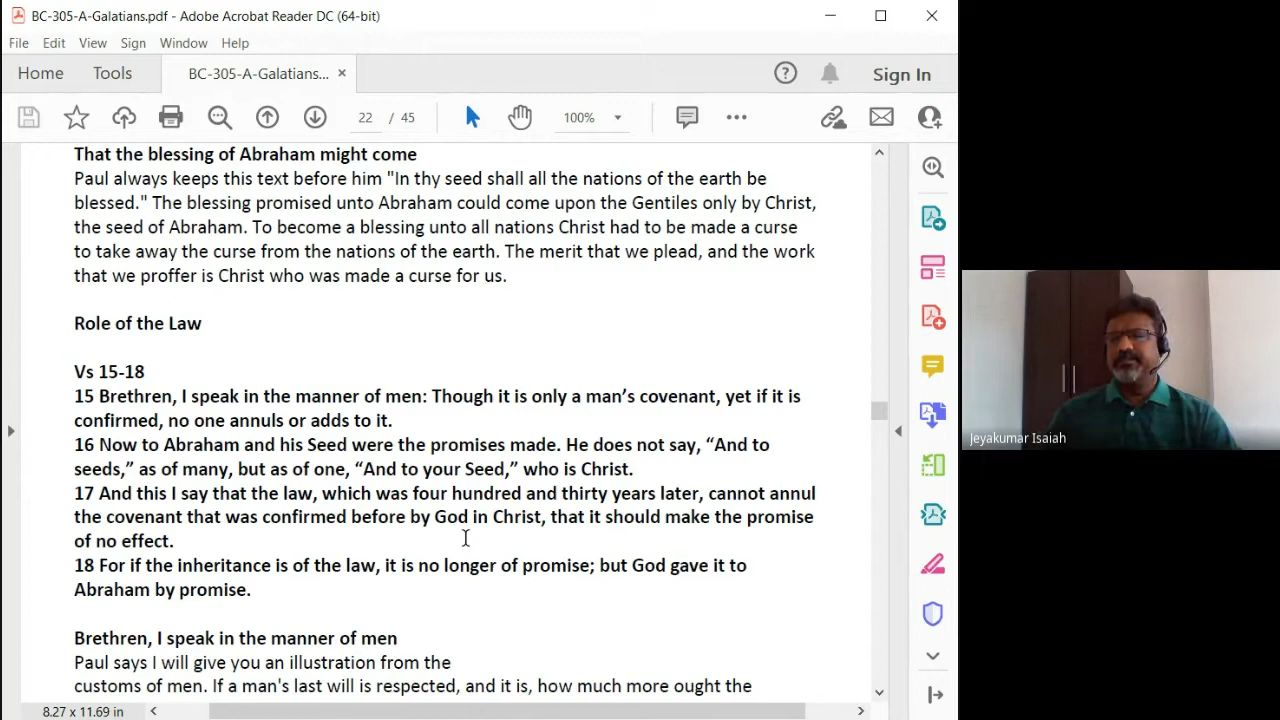 BC-305-A-Galatians.pdf - Adobe Acrobat Reader DC (64-bit)
File Edit View Sign Window Help
Home Tools BC-305-A-Galatians... × Sign In
22 / 45 100%
That the blessing of Abraham might come
Paul always keeps this text before him "In thy seed shall all the nations of the earth be
blessed." The blessing promised unto Abraham could come upon the Gentiles only by Christ,
the seed of Abraham. To become a blessing unto all nations Christ had to be made a curse
to take away the curse from the nations of the earth. The merit that we plead, and the work
that we proffer is Christ who was made a curse for us.
Role of the Law
Vs 15-18
15 Brethren, I speak in the manner of men: Though it is only a man’s covenant, yet if it is
confirmed, no one annuls or adds to it.
16 Now to Abraham and his Seed were the promises made. He does not say, “And to
seeds,” as of many, but as of one, “And to your Seed,” who is Christ.
17 And this I say that the law, which was four hundred and thirty years later, cannot annul
the covenant that was confirmed before by God in Christ, that it should make the promise
of no effect.
18 For if the inheritance is of the law, it is no longer of promise; but God gave it to
Abraham by promise.
Brethren, I speak in the manner of men
Paul says I will give you an illustration from the
customs of men. If a man's last will is respected, and it is, how much more ought the
8.27 x 11.69 in
Jeyakumar Isaiah